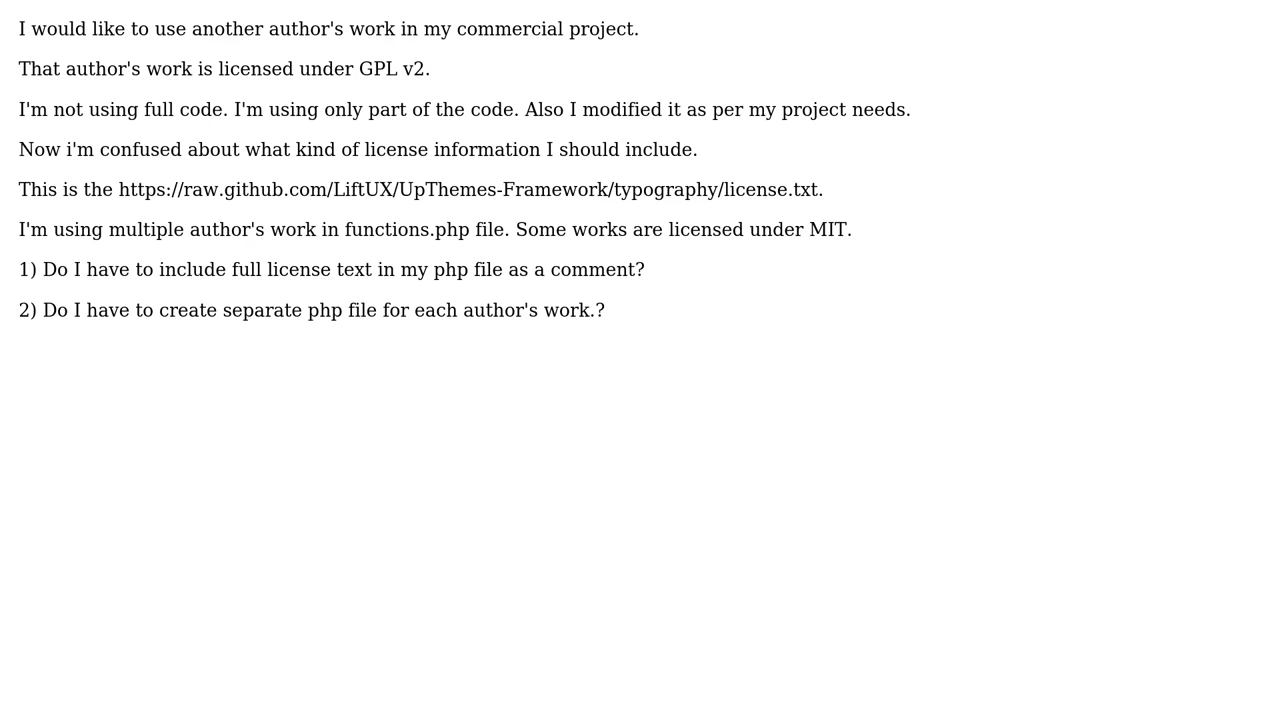 I would like to use another author's work in my commercial project.
That author's work is licensed under GPL v2.
I'm not using full code. I'm using only part of the code. Also I modified it as per my project needs.
Now i'm confused about what kind of license information I should include.
This is the https://raw.github.com/LiftUX/UpThemes-Framework/typography/license.txt.
I'm using multiple author's work in functions.php file. Some works are licensed under MIT.
1) Do I have to include full license text in my php file as a comment?
2) Do I have to create separate php file for each author's work.?